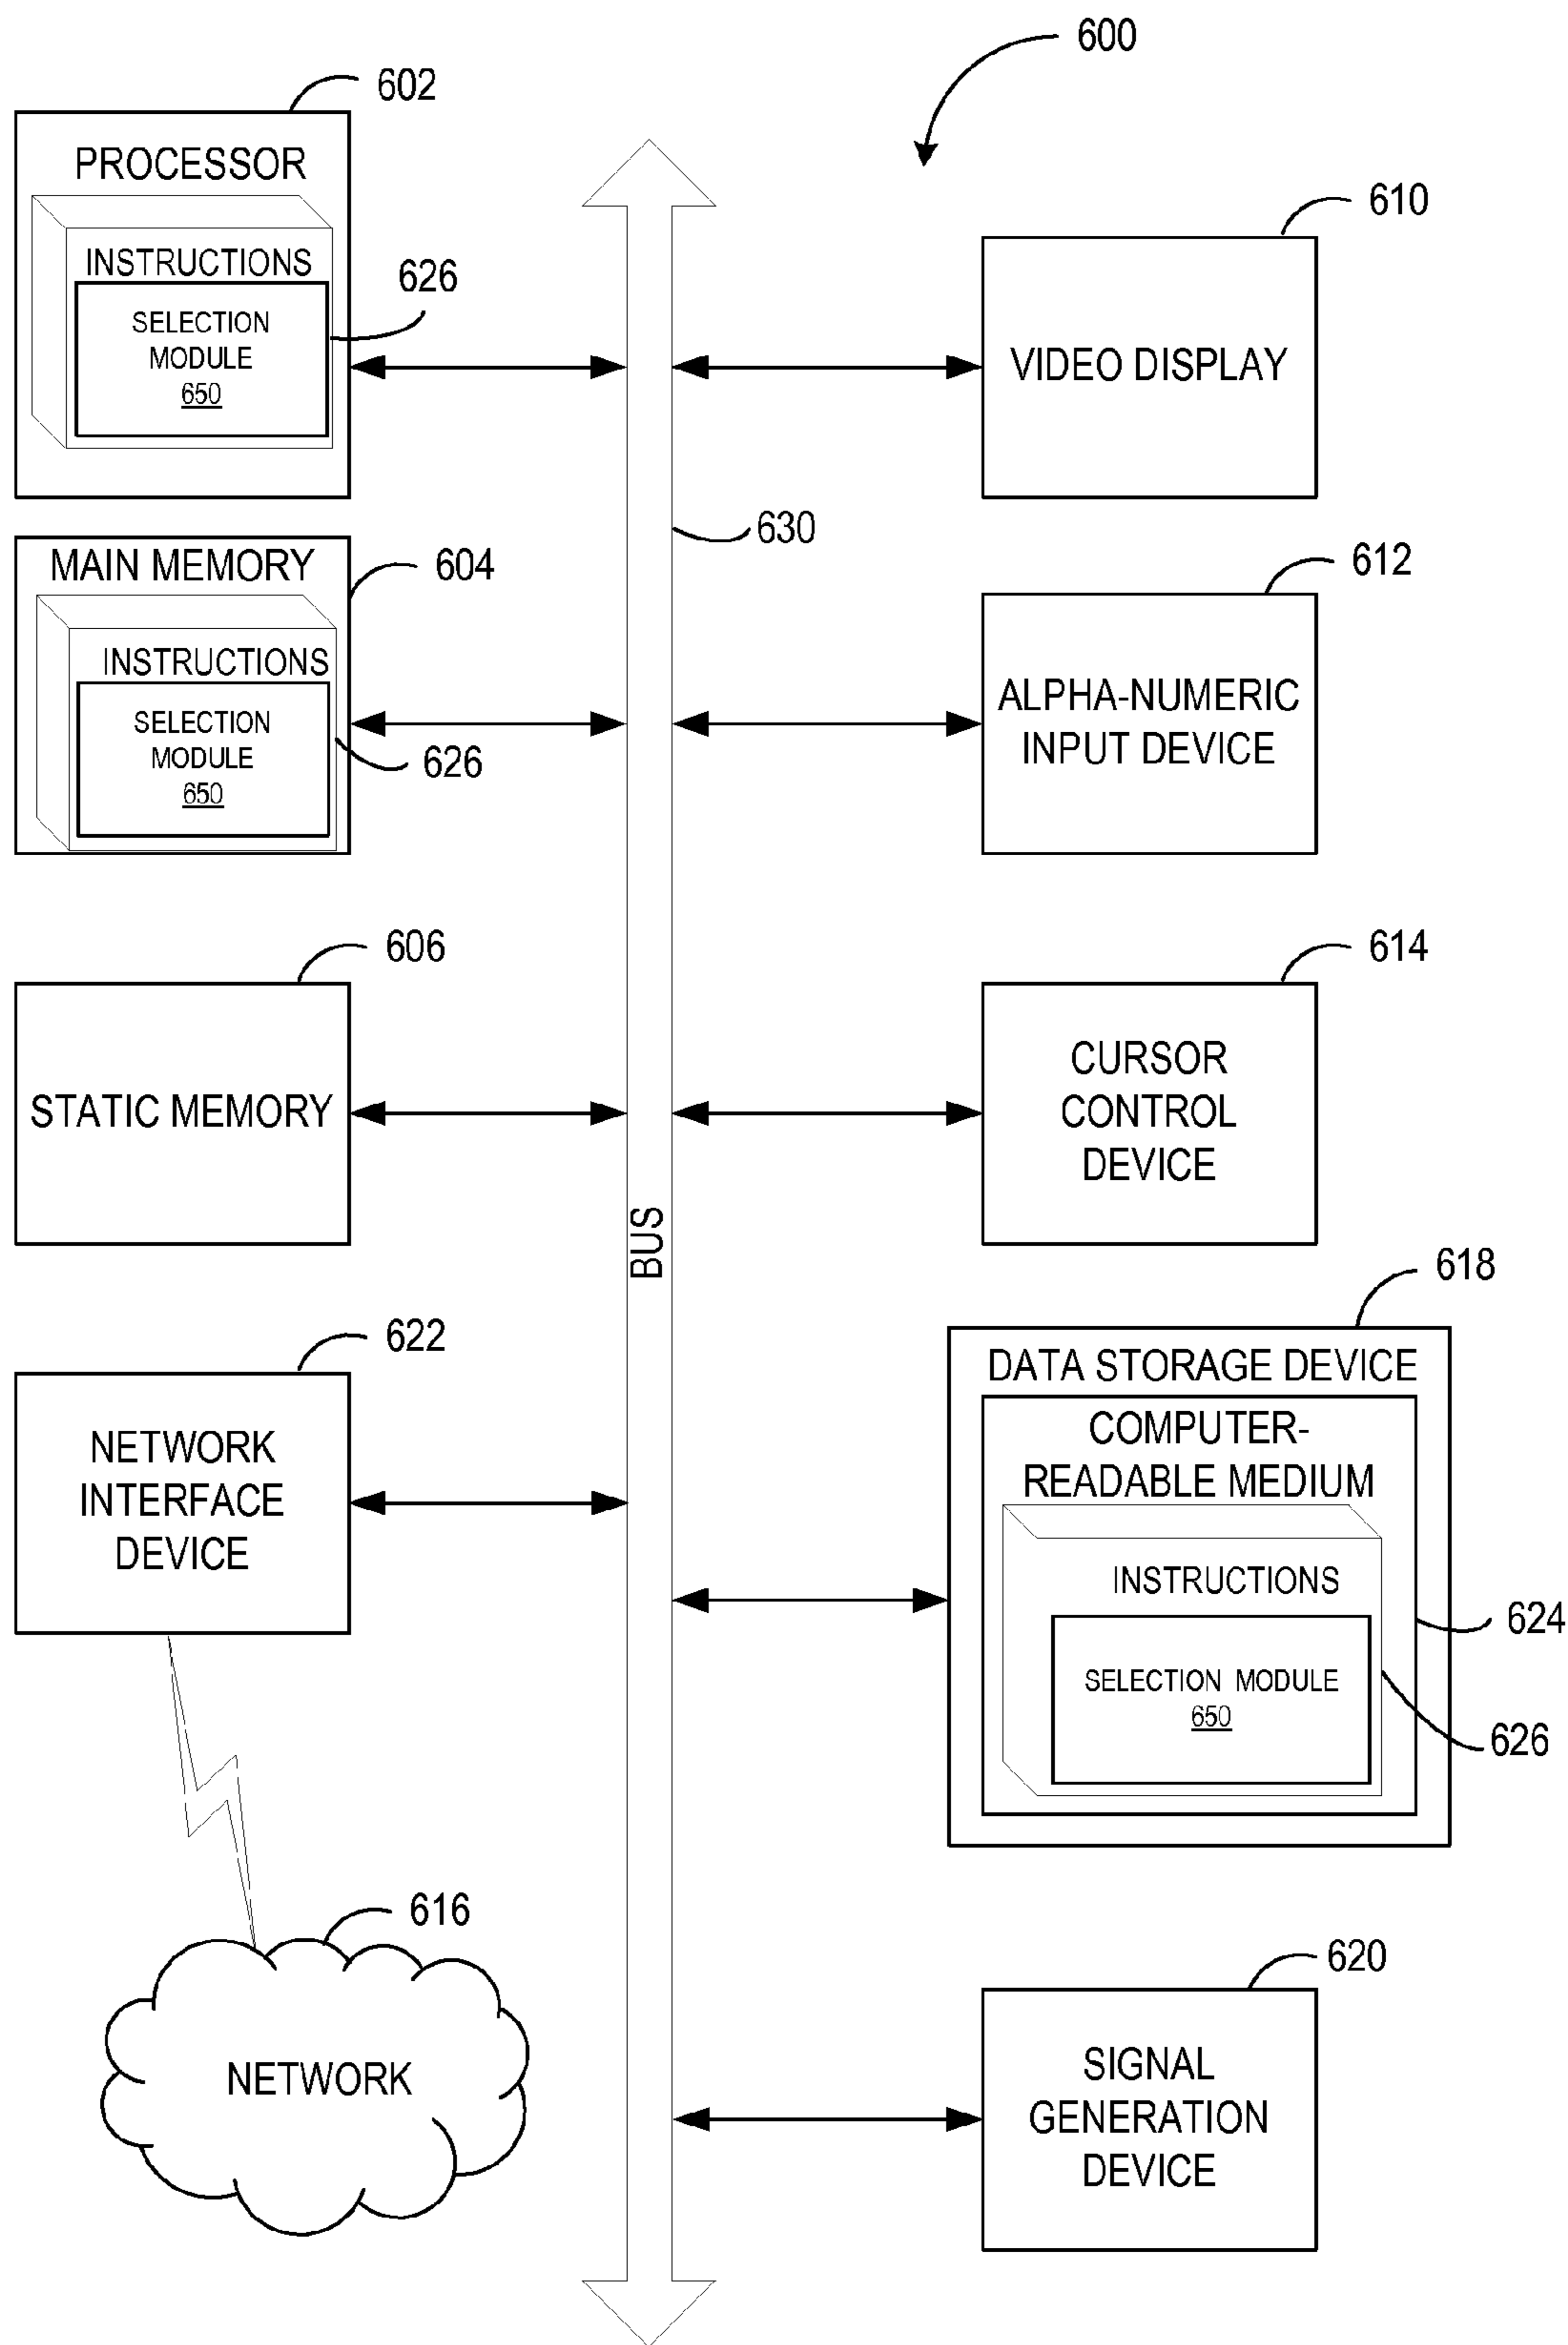 600
602
PROCESSOR
INSTRUCTIONS
626
SELECTION
MODULE
650
610
VIDEO DISPLAY
630
MAIN MEMORY
604
INSTRUCTIONS
SELECTION
MODULE
650
626
612
ALPHA-NUMERIC
INPUT DEVICE
606
STATIC MEMORY
614
CURSOR
CONTROL
DEVICE
BUS
622
NETWORK
INTERFACE
DEVICE
618
DATA STORAGE DEVICE
COMPUTER-
READABLE MEDIUM
INSTRUCTIONS
624
SELECTION MODULE
650
626
616
NETWORK
620
SIGNAL
GENERATION
DEVICE